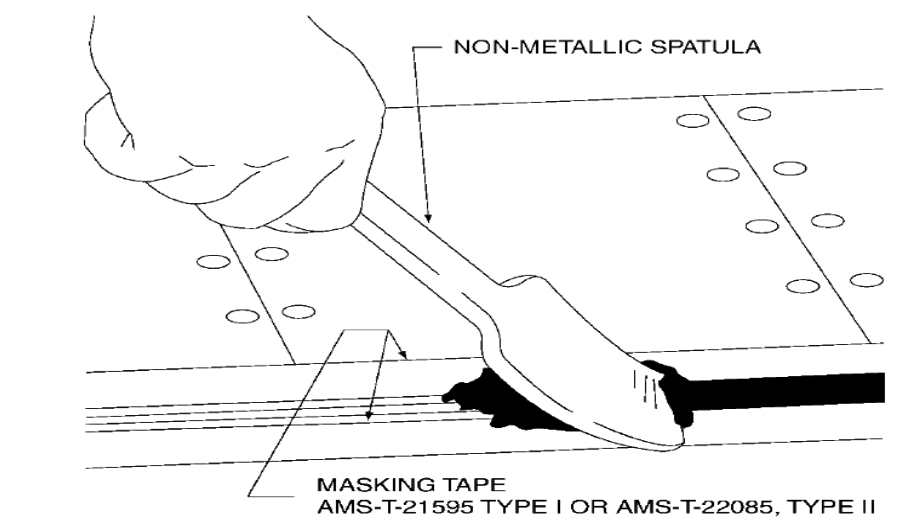 NON-METALLIC SPATULA
MASKING TAPE
AMS-T-21595 TYPE I OR AMS-T-22085, TYPE II